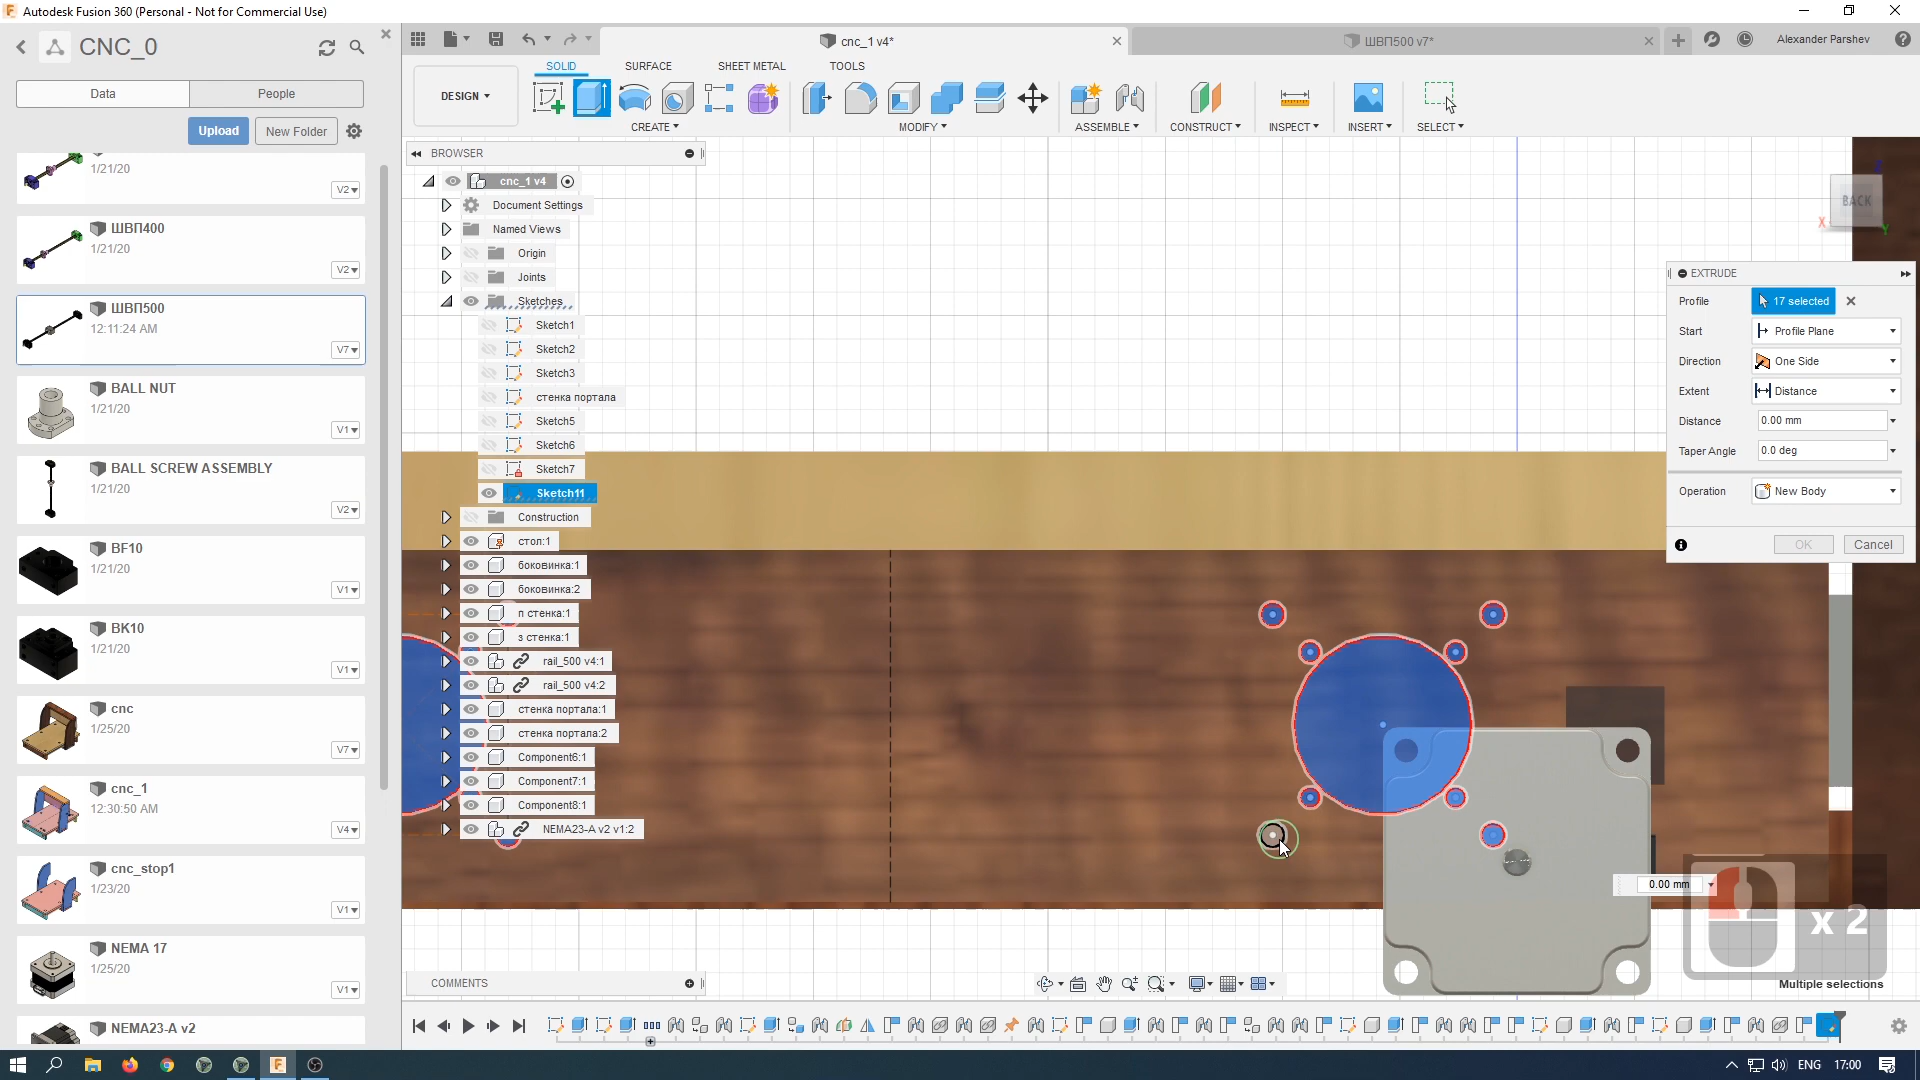 Autodesk Fusion 360 (Personal - Not for Commercial Use)
CNC_0
Data
People
Upload
New Folder
1/21/20
V2
ШВП400
1/21/20
V2
ШВП500
12:11:24 AM
V7
BALL NUT
1/21/20
V1
BALL SCREW ASSEMBLY
1/21/20
V2
BF10
1/21/20
V1
BK10
1/21/20
V1
cnc
1/25/20
V7
cnc_1
12:30:50 AM
V4
cnc_stop1
1/23/20
V1
NEMA 17
1/25/20
V1
NEMA23-A v2
cnc_1 v4*
ШВП500 v7*
Alexander Parshev
DESIGN
SOLID
SURFACE
SHEET METAL
TOOLS
CREATE
MODIFY
ASSEMBLE
CONSTRUCT
INSPECT
INSERT
SELECT
BROWSER
cnc_1 v4
Document Settings
Named Views
Origin
Joints
Sketches
Sketch1
Sketch2
Sketch3
стенка портала
Sketch5
Sketch6
Sketch7
Sketch11
Construction
стол:1
боковинка:1
боковинка:2
п стенка:1
з стенка:1
rail_500 v4:1
rail_500 v4:2
стенка портала:1
стенка портала:2
Component6:1
Component7:1
Component8:1
NEMA23-A v2 v1:2
BACK
X
Y
EXTRUDE
Profile
17 selected
Start
Profile Plane
Direction
One Side
Extent
Distance
Distance
0.00 mm
Taper Angle
0.0 deg
Operation
New Body
OK
Cancel
0.00 mm
x 2
Multiple selections
COMMENTS
ENG
17:00